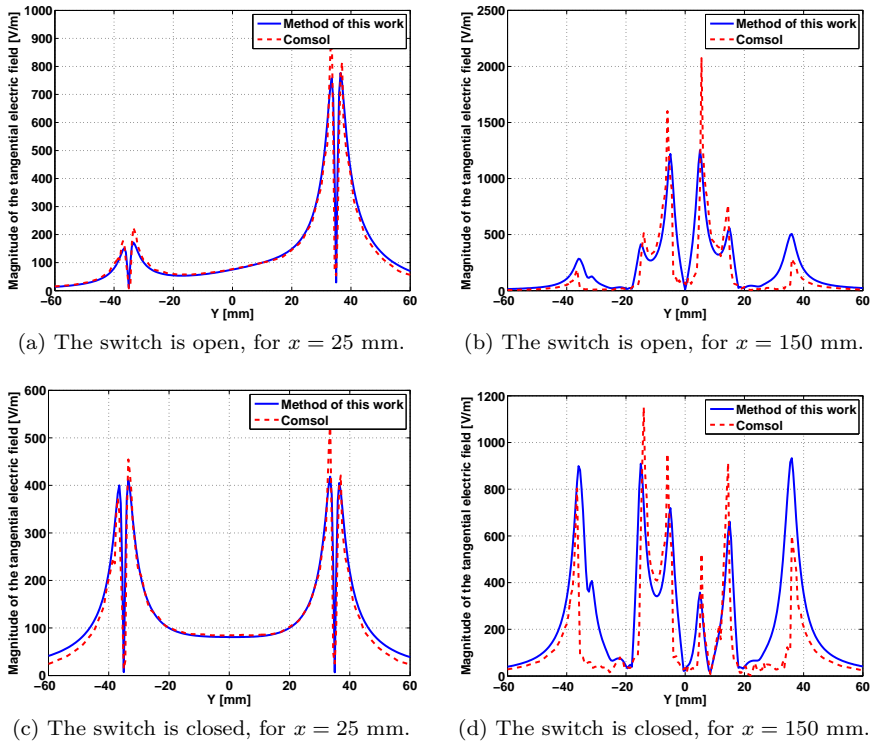 Magnitude of the tangential electric field [V/m]
1000
900
800
700
600
500
400
300
200
100
0
−60
−40
−20
0
20
40
60
Y [mm]
Method of this work
Comsol
(a) The switch is open, for x = 25 mm.
Magnitude of the tangential electric field [V/m]
2500
2000
1500
1000
500
0
−60
−40
−20
0
20
40
60
Y [mm]
Method of this work
Comsol
(b) The switch is open, for x = 150 mm.
Magnitude of the tangential electric field [V/m]
600
500
400
300
200
100
0
−60
−40
−20
0
20
40
60
Y [mm]
Method of this work
Comsol
(c) The switch is closed, for x = 25 mm.
Magnitude of the tangential electric field [V/m]
1200
1000
800
600
400
200
0
−60
−40
−20
0
20
40
60
Y [mm]
Method of this work
Comsol
(d) The switch is closed, for x = 150 mm.